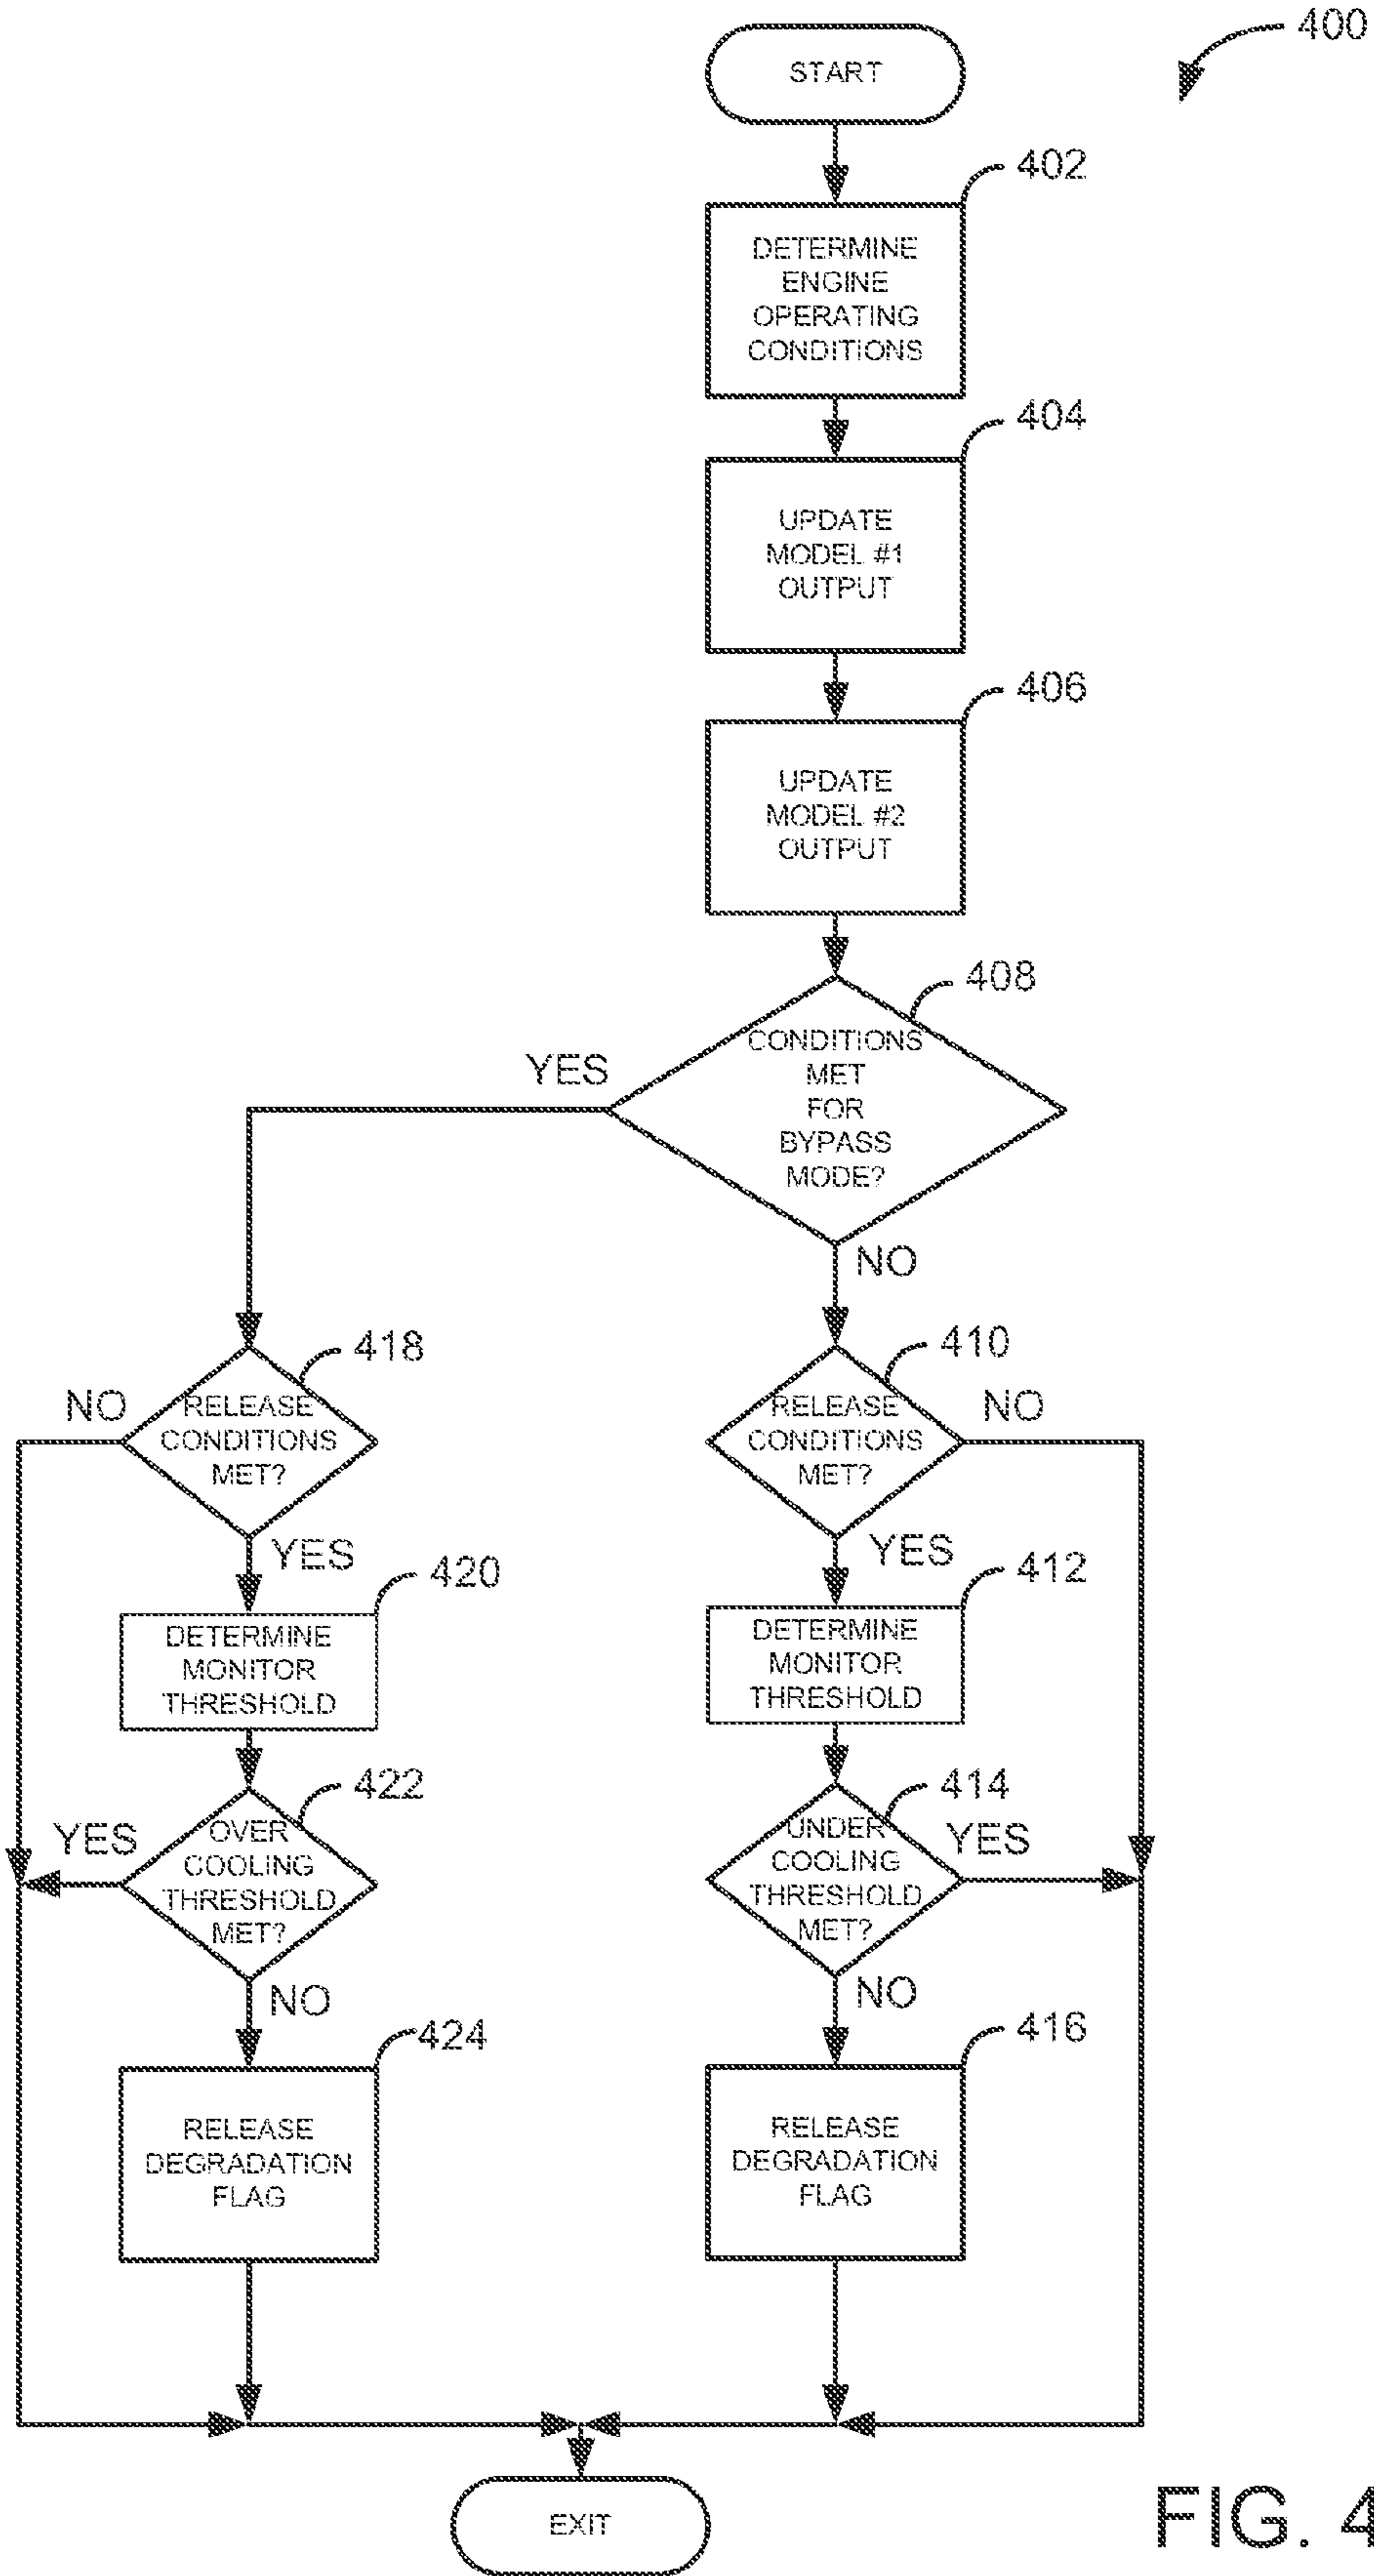 400
START
402
DETERMINE
ENGINE
OPERATING
CONDITIONS
404
UPDATE
MODEL #1
OUTPUT
406
UPDATE
MODEL #2
OUTPUT
408
CONDITIONS
MET
FOR
BYPASS
MODE?
YES
NO
418
RELEASE
CONDITIONS
MET?
NO
YES
410
RELEASE
CONDITIONS
MET?
NO
YES
420
DETERMINE
MONITOR
THRESHOLD
412
DETERMINE
MONITOR
THRESHOLD
422
OVER
COOLING
THRESHOLD
MET?
YES
NO
414
UNDER
COOLING
THRESHOLD
MET?
YES
NO
424
RELEASE
DEGRADATION
FLAG
416
RELEASE
DEGRADATION
FLAG
EXIT
FIG. 4